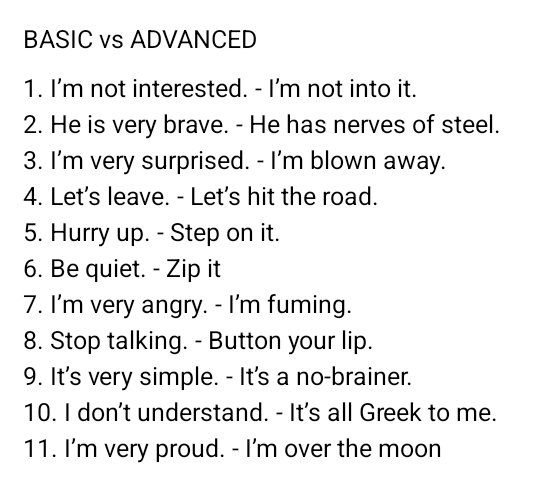 BASIC vs ADVANCED
1. I’m not interested. - I’m not into it.
2. He is very brave. - He has nerves of steel.
3. I’m very surprised. - I’m blown away.
4. Let’s leave. - Let’s hit the road.
5. Hurry up. - Step on it.
6. Be quiet. - Zip it
7. I’m very angry. - I’m fuming.
8. Stop talking. - Button your lip.
9. It’s very simple. - It’s a no-brainer.
10. I don’t understand. - It’s all Greek to me.
11. I’m very proud. - I’m over the moon